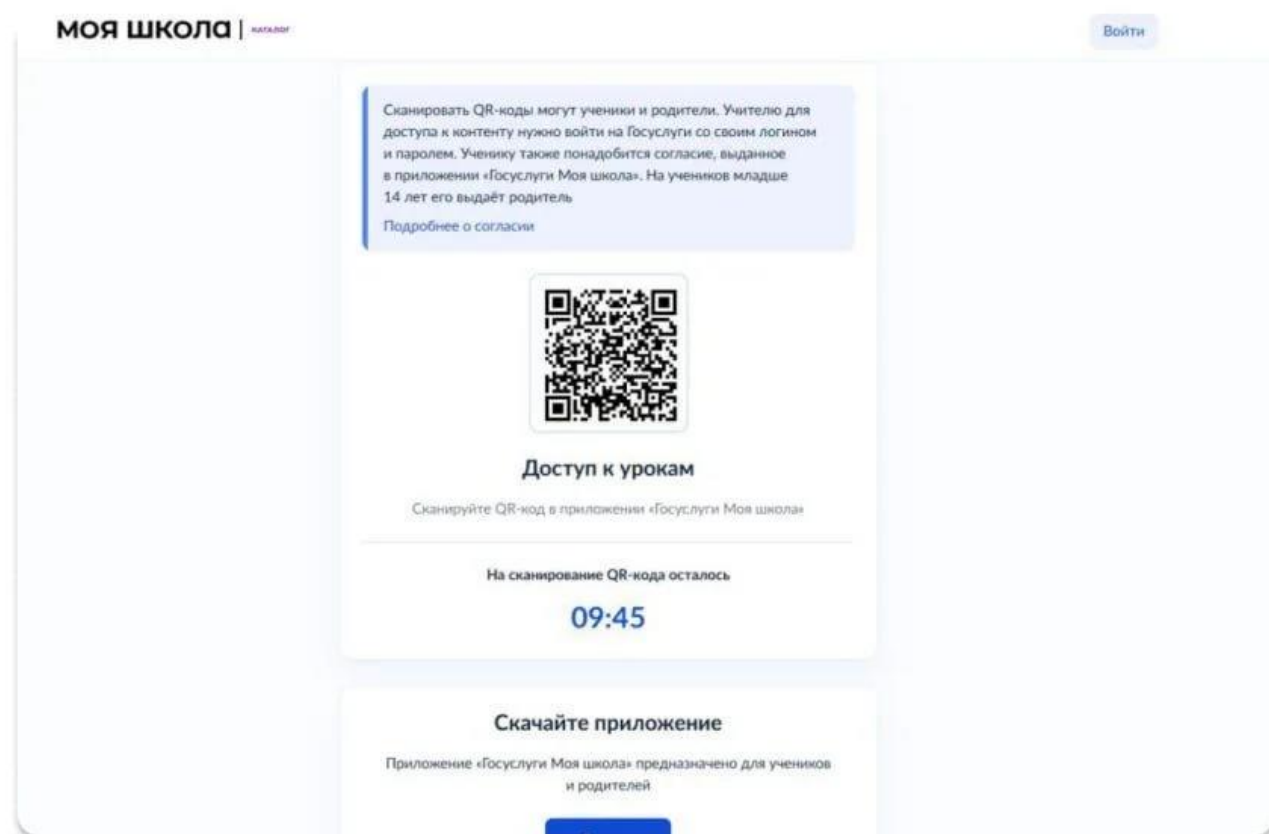 МОЯ ШКОЛА | КАТАЛОГ
Войти
Сканировать QR-коды могут ученики и родители. Учителю для
доступа к контенту нужно войти на Госуслуги со своим логином
и паролем. Ученику также понадобится согласие, выданное
в приложении «Госуслуги Моя школа». На учеников младше
14 лет его выдаёт родитель
Подробнее о согласии
Доступ к урокам
Сканируйте QR-код в приложении «Госуслуги Моя школа»
На сканирование QR-кода осталось
09:45
Скачайте приложение
Приложение «Госуслуги Моя школа» предназначено для учеников
и родителей